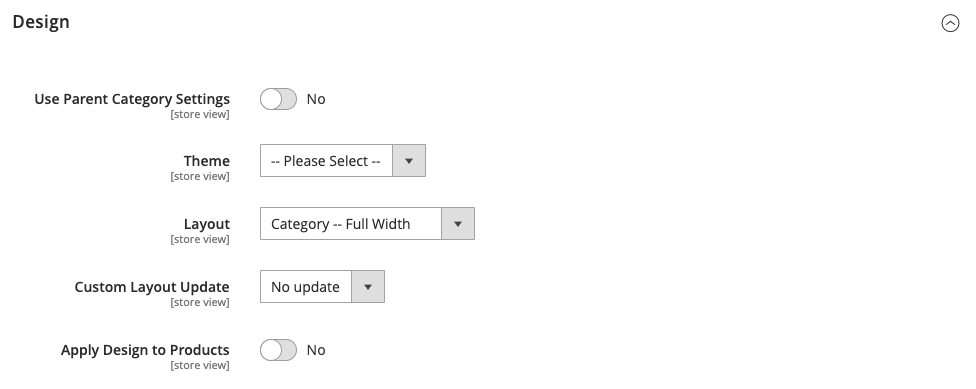 Design
Use Parent Category Settings
[store view]
No
Theme
[store view]
-- Please Select --
Layout
[store view]
Category -- Full Width
Custom Layout Update
[store view]
No update
Apply Design to Products
[store view]
No